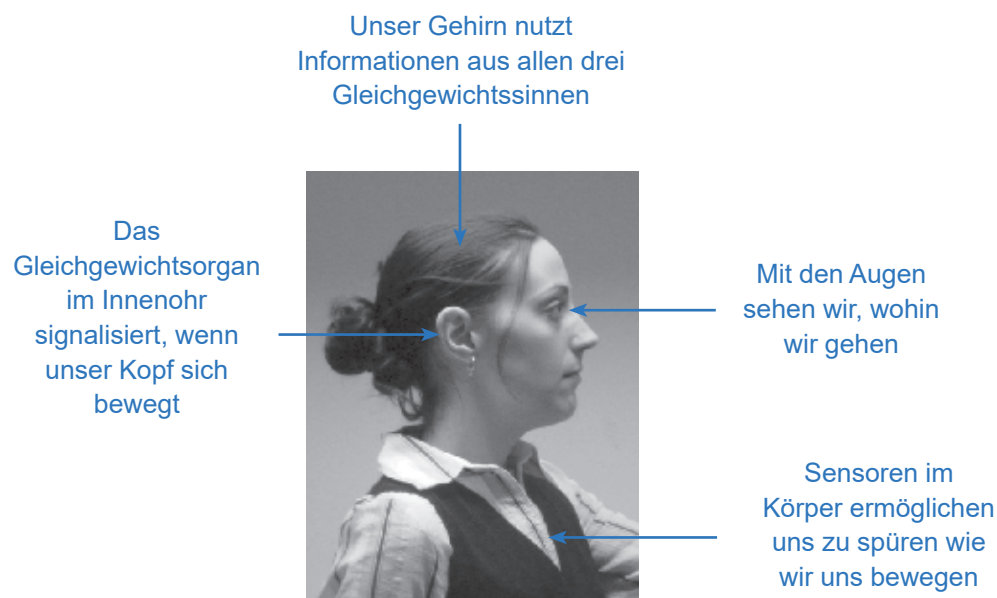 Unser Gehirn nutzt
Informationen aus allen drei
Gleichgewichtssinnen
Das
Gleichgewichtsorgan
im Innenohr
signalisiert, wenn
unser Kopf sich
bewegt
Mit den Augen
sehen wir, wohin
wir gehen
Sensoren im
Körper ermöglichen
uns zu spüren wie
wir uns bewegen